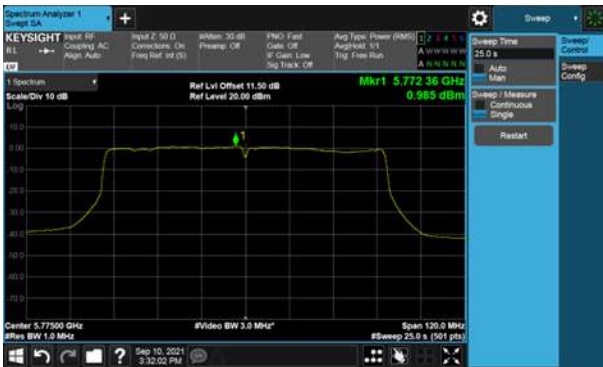 Spectrum Analyzer 1
Swept SA
+
KEYSIGHT
RL
Input: RF
Coupling: AC
Align: Auto
Input Z: 50 Ω
Corrections: On
Freq Ref: Int (S)
#Atten: 30 dB
Preamp: Off
PNO: Fast
Gate: Off
IF Gain: Low
Sig Track: Off
Avg Type: Power (RMS)
Avg|Hold: 1/1
Trig: Free Run
1 2 3 4 5 6
A W W W W W
A N N N N N
1 Spectrum
Scale/Div 10 dB
Ref Lvl Offset 11.50 dB
Ref Level 20.00 dBm
Mkr1 5.772 36 GHz
0.985 dBm
Log
10.0
0.00
-10.0
-20.0
-30.0
-40.0
-50.0
-60.0
-70.0
1
Center 5.77500 GHz
#Res BW 1.0 MHz
#Video BW 3.0 MHz*
Span 120.0 MHz
#Sweep 25.0 s (501 pts)
Sep 10, 2021
3:32:02 PM
?
Sweep
Sweep Time
25.0 s
Auto
Man
Sweep / Measure
Continuous
Single
Restart
Sweep/
Control
Sweep
Config